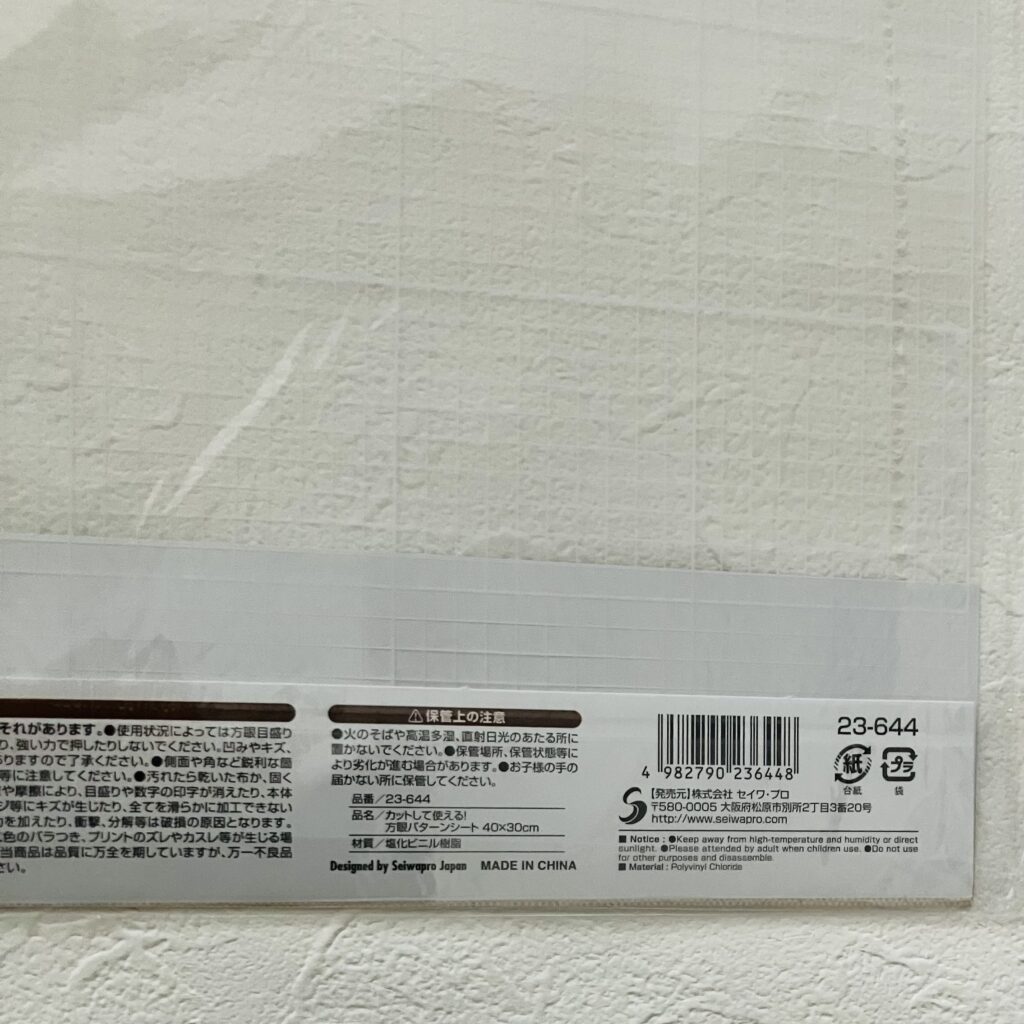 それがあります。●使用状況によっては方眼目盛り
り、強い力で押したりしないでください。凹みやキズ、
ありますので了承ください。●側面や角など鋭利な箇
等に注意してください。●汚れたら乾いた布か、固く
や摩擦により、目盛りや数字の印字が消えたり、本体
ジ等にキズが生じたり、全てを滑らかに加工できない
力を加えたり、衝撃、分解等は破損の原因となります。
色のバラつき、プリントのズレやカスレ等が生じる場
当商品は品質に万全を期していますが、万一不良品
さい。
⚠保管上の注意
●火のそばや高温多湿、直射日光のあたる所に
置かないでください。●保管場所、保管状態等に
より劣化が進む場合があります。●お子様の手の
届かない所に保管してください。
品番／23-644
品名／カットして使える!
方眼パターンシート 40×30cm
材質／塩化ビニル樹脂
Designed by Seiwapro Japan MADE IN CHINA
4 982790 236448
23-644
紙 プラ
台紙 袋
【発売元】株式会社 セイワ・プロ
〒580-0005 大阪府松原市別所2丁目3番20号
http://www.seiwapro.com
■ Notice : ●Keep away from high-temperature and humidity or direct
sunlight. ●Please attended by adult when children use. ●Do not use
for other purposes and disassemble.
■ Material : Polyvinyl Chloride